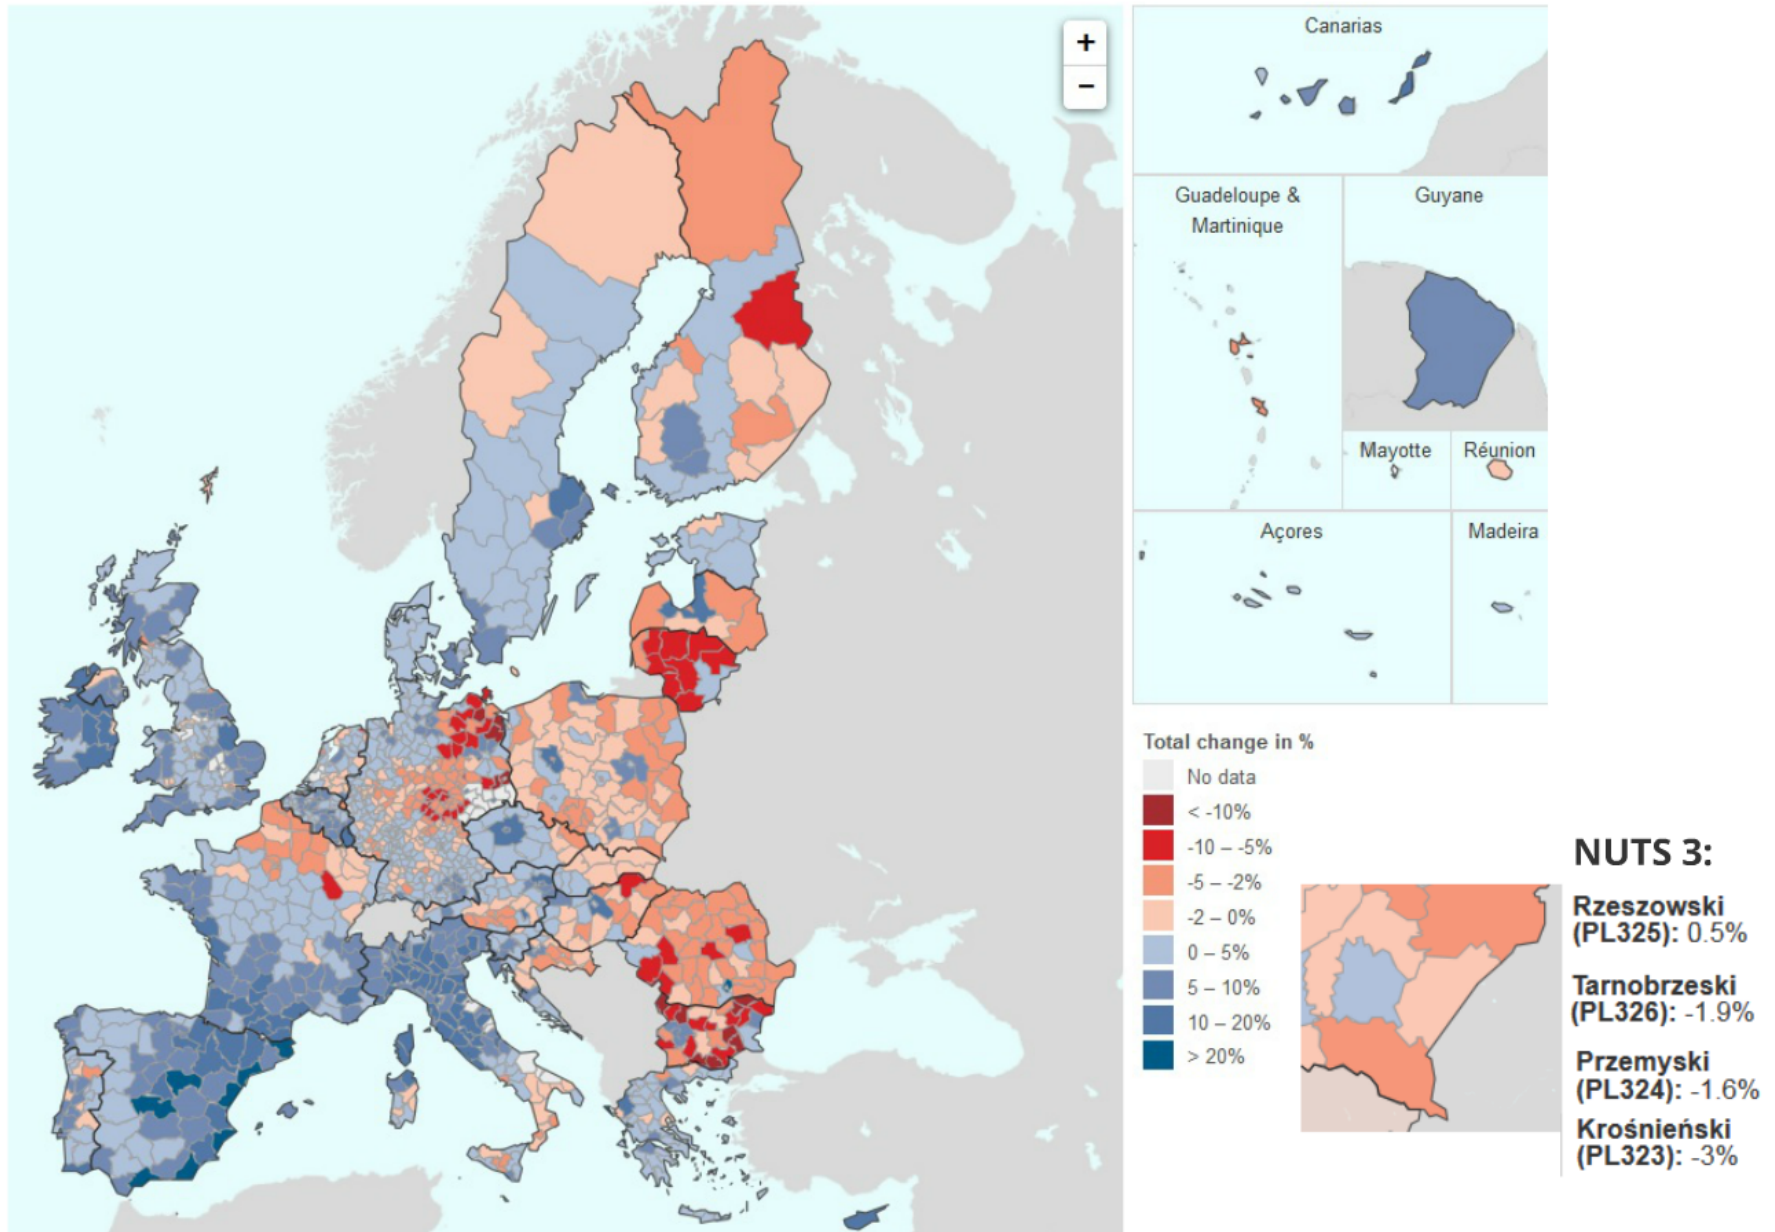 +
−
Canarias
Guadeloupe &
Martinique
Guyane
Mayotte
Réunion
Açores
Madeira
Total change in %
No data
< -10%
-10 – -5%
-5 – -2%
-2 – 0%
0 – 5%
5 – 10%
10 – 20%
> 20%
NUTS 3:
Rzeszowski
(PL325): 0.5%
Tarnobrzeski
(PL326): -1.9%
Przemyski
(PL324): -1.6%
Krośnieński
(PL323): -3%